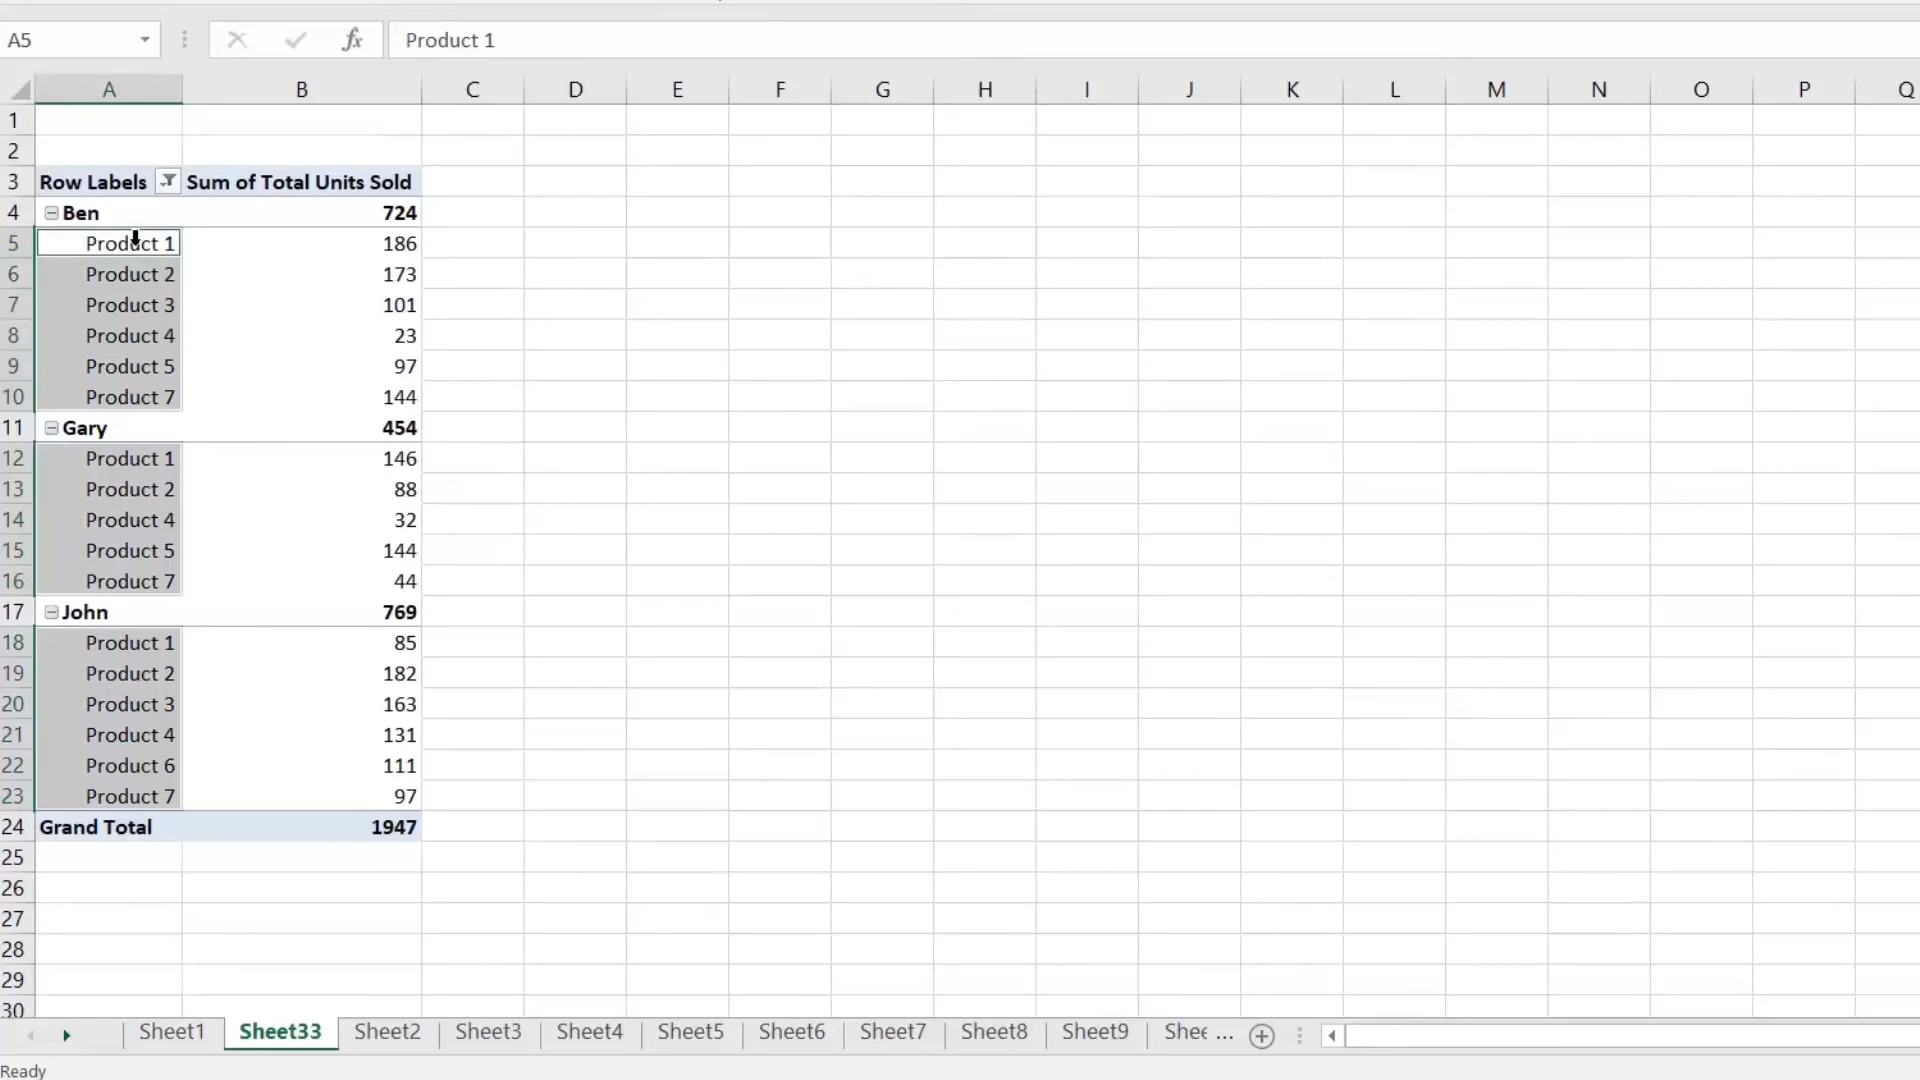 A5 fx Product 1
A B C D E F G H I J K L M N O P Q
1
2
3 Row Labels Sum of Total Units Sold
4 Ben 724
5 Product 1 186
6 Product 2 173
7 Product 3 101
8 Product 4 23
9 Product 5 97
10 Product 7 144
11 Gary 454
12 Product 1 146
13 Product 2 88
14 Product 4 32
15 Product 5 144
16 Product 7 44
17 John 769
18 Product 1 85
19 Product 2 182
20 Product 3 163
21 Product 4 131
22 Product 6 111
23 Product 7 97
24 Grand Total 1947
25
26
27
28
29
30
Sheet1 Sheet33 Sheet2 Sheet3 Sheet4 Sheet5 Sheet6 Sheet7 Sheet8 Sheet9 Shee ...
Ready